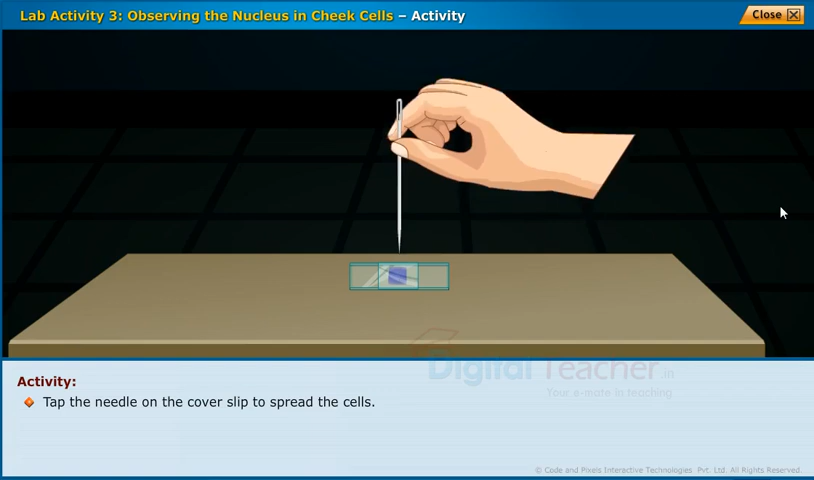 Lab Activity 3: Observing the Nucleus in Cheek Cells – Activity
Close
Activity:
Tap the needle on the cover slip to spread the cells.
Digital Teacher.in
Your e-mate in teaching
© Code and Pixels Interactive Technologies Pvt. Ltd. All Rights Reserved.